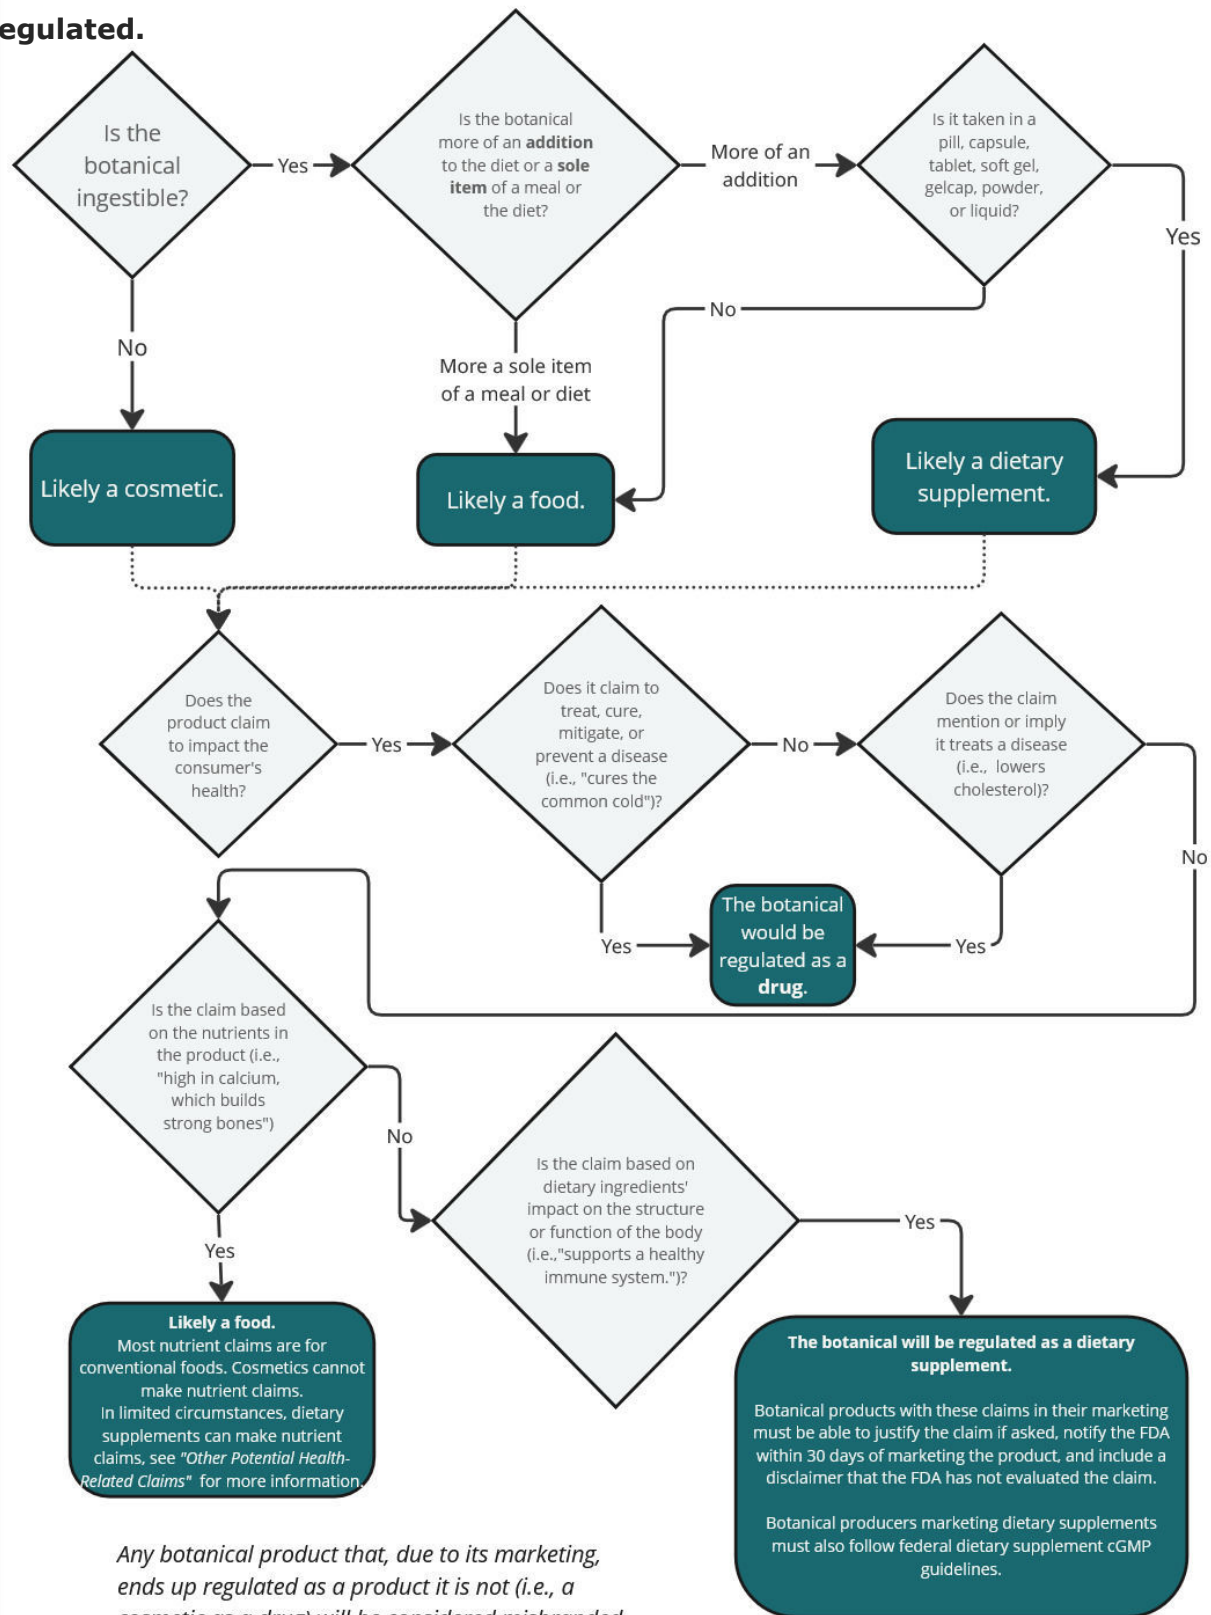 egulated.
Is the
botanical
ingestible?
Yes
Is the botanical
more of an addition
to the diet or a sole
item of a meal or
the diet?
More of an
addition
Is it taken in a
pill, capsule,
tablet, soft gel,
gelcap, powder,
or liquid?
Yes
No
No
More a sole item
of a meal or diet
Likely a cosmetic.
Likely a food.
Likely a dietary
supplement.
Does the
product claim
to impact the
consumer's
health?
Yes
Does it claim to
treat, cure,
mitigate, or
prevent a disease
(i.e., "cures the
common cold")?
No
Does the claim
mention or imply
it treats a disease
(i.e., lowers
cholesterol)?
No
Yes
The botanical
would be
regulated as a
drug.
Yes
Is the claim based
on the nutrients in
the product (i.e.,
"high in calcium,
which builds
strong bones")
No
Is the claim based on
dietary ingredients'
impact on the structure
or function of the body
(i.e.,"supports a healthy
immune system.")?
Yes
Yes
Likely a food.
Most nutrient claims are for
conventional foods. Cosmetics cannot
make nutrient claims.
In limited circumstances, dietary
supplements can make nutrient
claims, see "Other Potential Health-
Related Claims" for more information.
The botanical will be regulated as a dietary
supplement.
Botanical products with these claims in their marketing
must be able to justify the claim if asked, notify the FDA
within 30 days of marketing the product, and include a
disclaimer that the FDA has not evaluated the claim.
Botanical producers marketing dietary supplements
must also follow federal dietary supplement cGMP
guidelines.
Any botanical product that, due to its marketing,
ends up regulated as a product it is not (i.e., a
cosmetic as a drug) will be considered misbranded